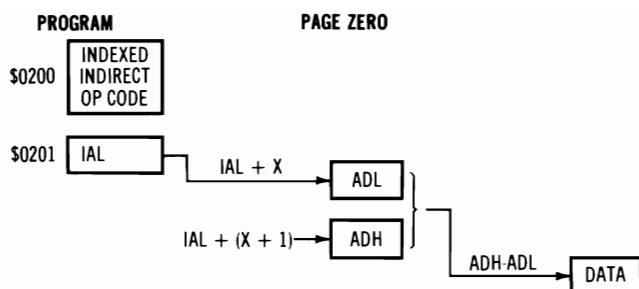 PROGRAM
PAGE ZERO
$0200
INDEXED
INDIRECT
OP CODE
$0201
IAL
IAL + X
ADL
IAL + (X + 1)
ADH
ADH-ADL
DATA